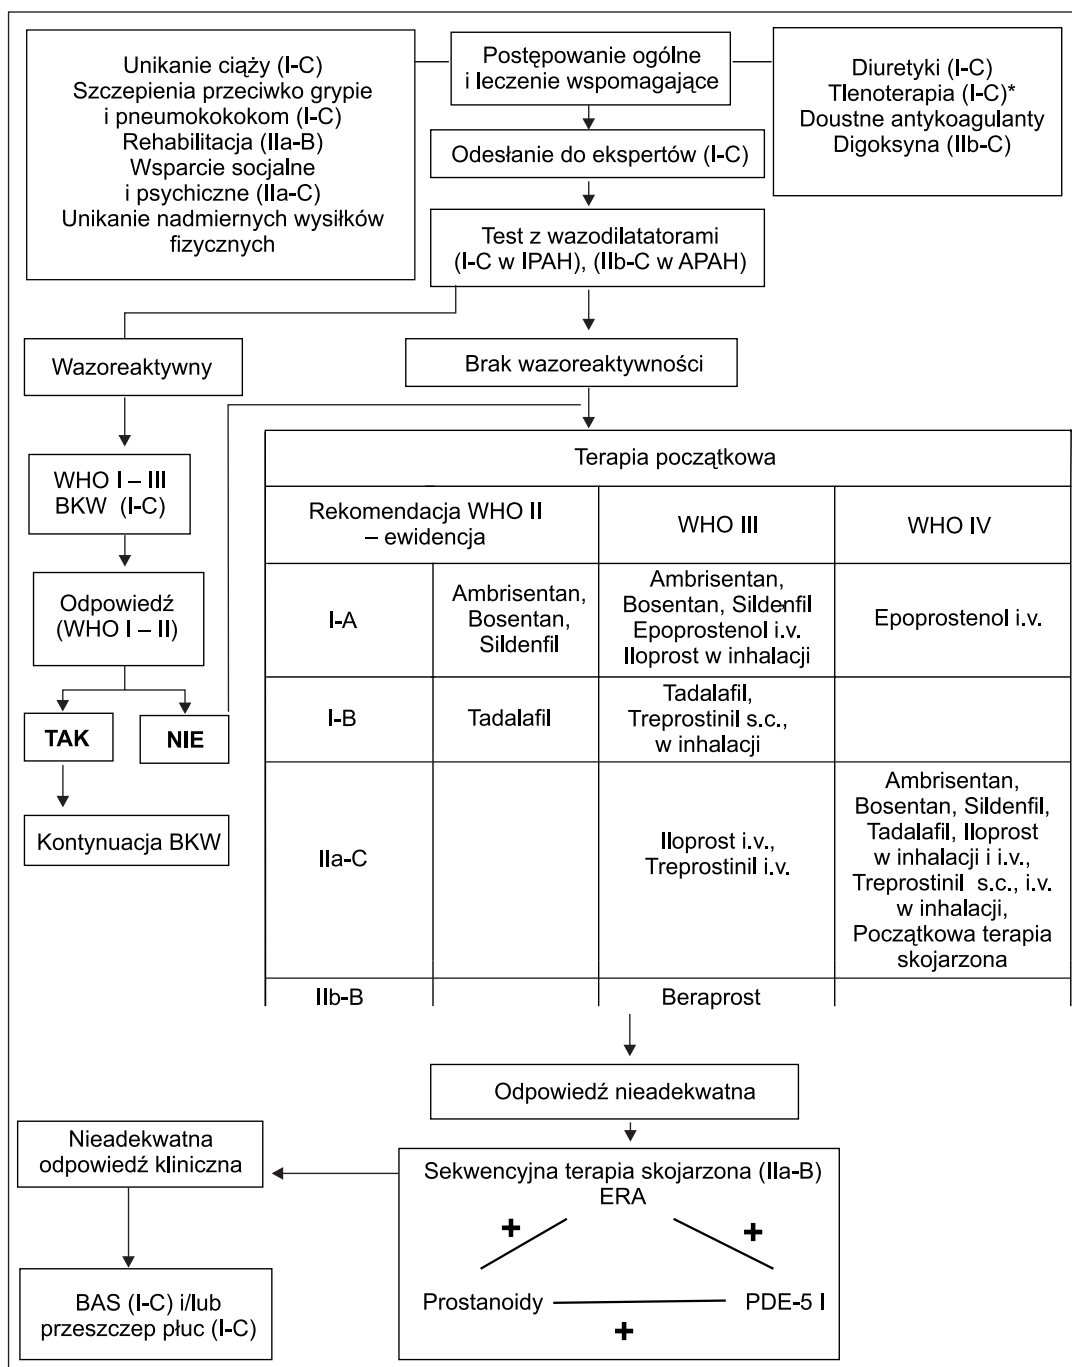 Unikanie ciąży (I-C)
Szczepienia przeciwko grypie
i pneumokokokom (I-C)
Rehabilitacja (IIa-B)
Wsparcie socjalne
i psychiczne (IIa-C)
Unikanie nadmiernych wysiłków
fizycznych
Postępowanie ogólne
i leczenie wspomagające
Diuretyki (I-C)
Tlenoterapia (I-C)*
Doustne antykoagulanty
Digoksyna (IIb-C)
Odesłanie do ekspertów (I-C)
Test z wazodilatatorami
(I-C w IPAH), (IIb-C w APAH)
Wazoreaktywny
Brak wazoreaktywności
WHO I – III
BKW (I-C)
Odpowiedź
(WHO I – II)
TAK
NIE
Kontynuacja BKW
Terapia początkowa
Rekomendacja WHO II
– ewidencja
WHO III
WHO IV
I-A
Ambrisentan,
Bosentan,
Sildenfil
Ambrisentan,
Bosentan, Sildenfil
Epoprostenol i.v.
Iloprost w inhalacji
Epoprostenol i.v.
I-B
Tadalafil
Tadalafil,
Treprostinil s.c.,
w inhalacji
IIa-C
Iloprost i.v.,
Treprostinil i.v.
Ambrisentan,
Bosentan, Sildenfil,
Tadalafil, Iloprost
w inhalacji i i.v.,
Treprostinil s.c., i.v.
w inhalacji,
Początkowa terapia
skojarzona
IIb-B
Beraprost
Odpowiedź nieadekwatna
Sekwencyjna terapia skojarzona (IIa-B)
ERA
+
+
Prostanoidy
PDE-5 I
+
Nieadekwatna
odpowiedź kliniczna
BAS (I-C) i/lub
przeszczep płuc (I-C)